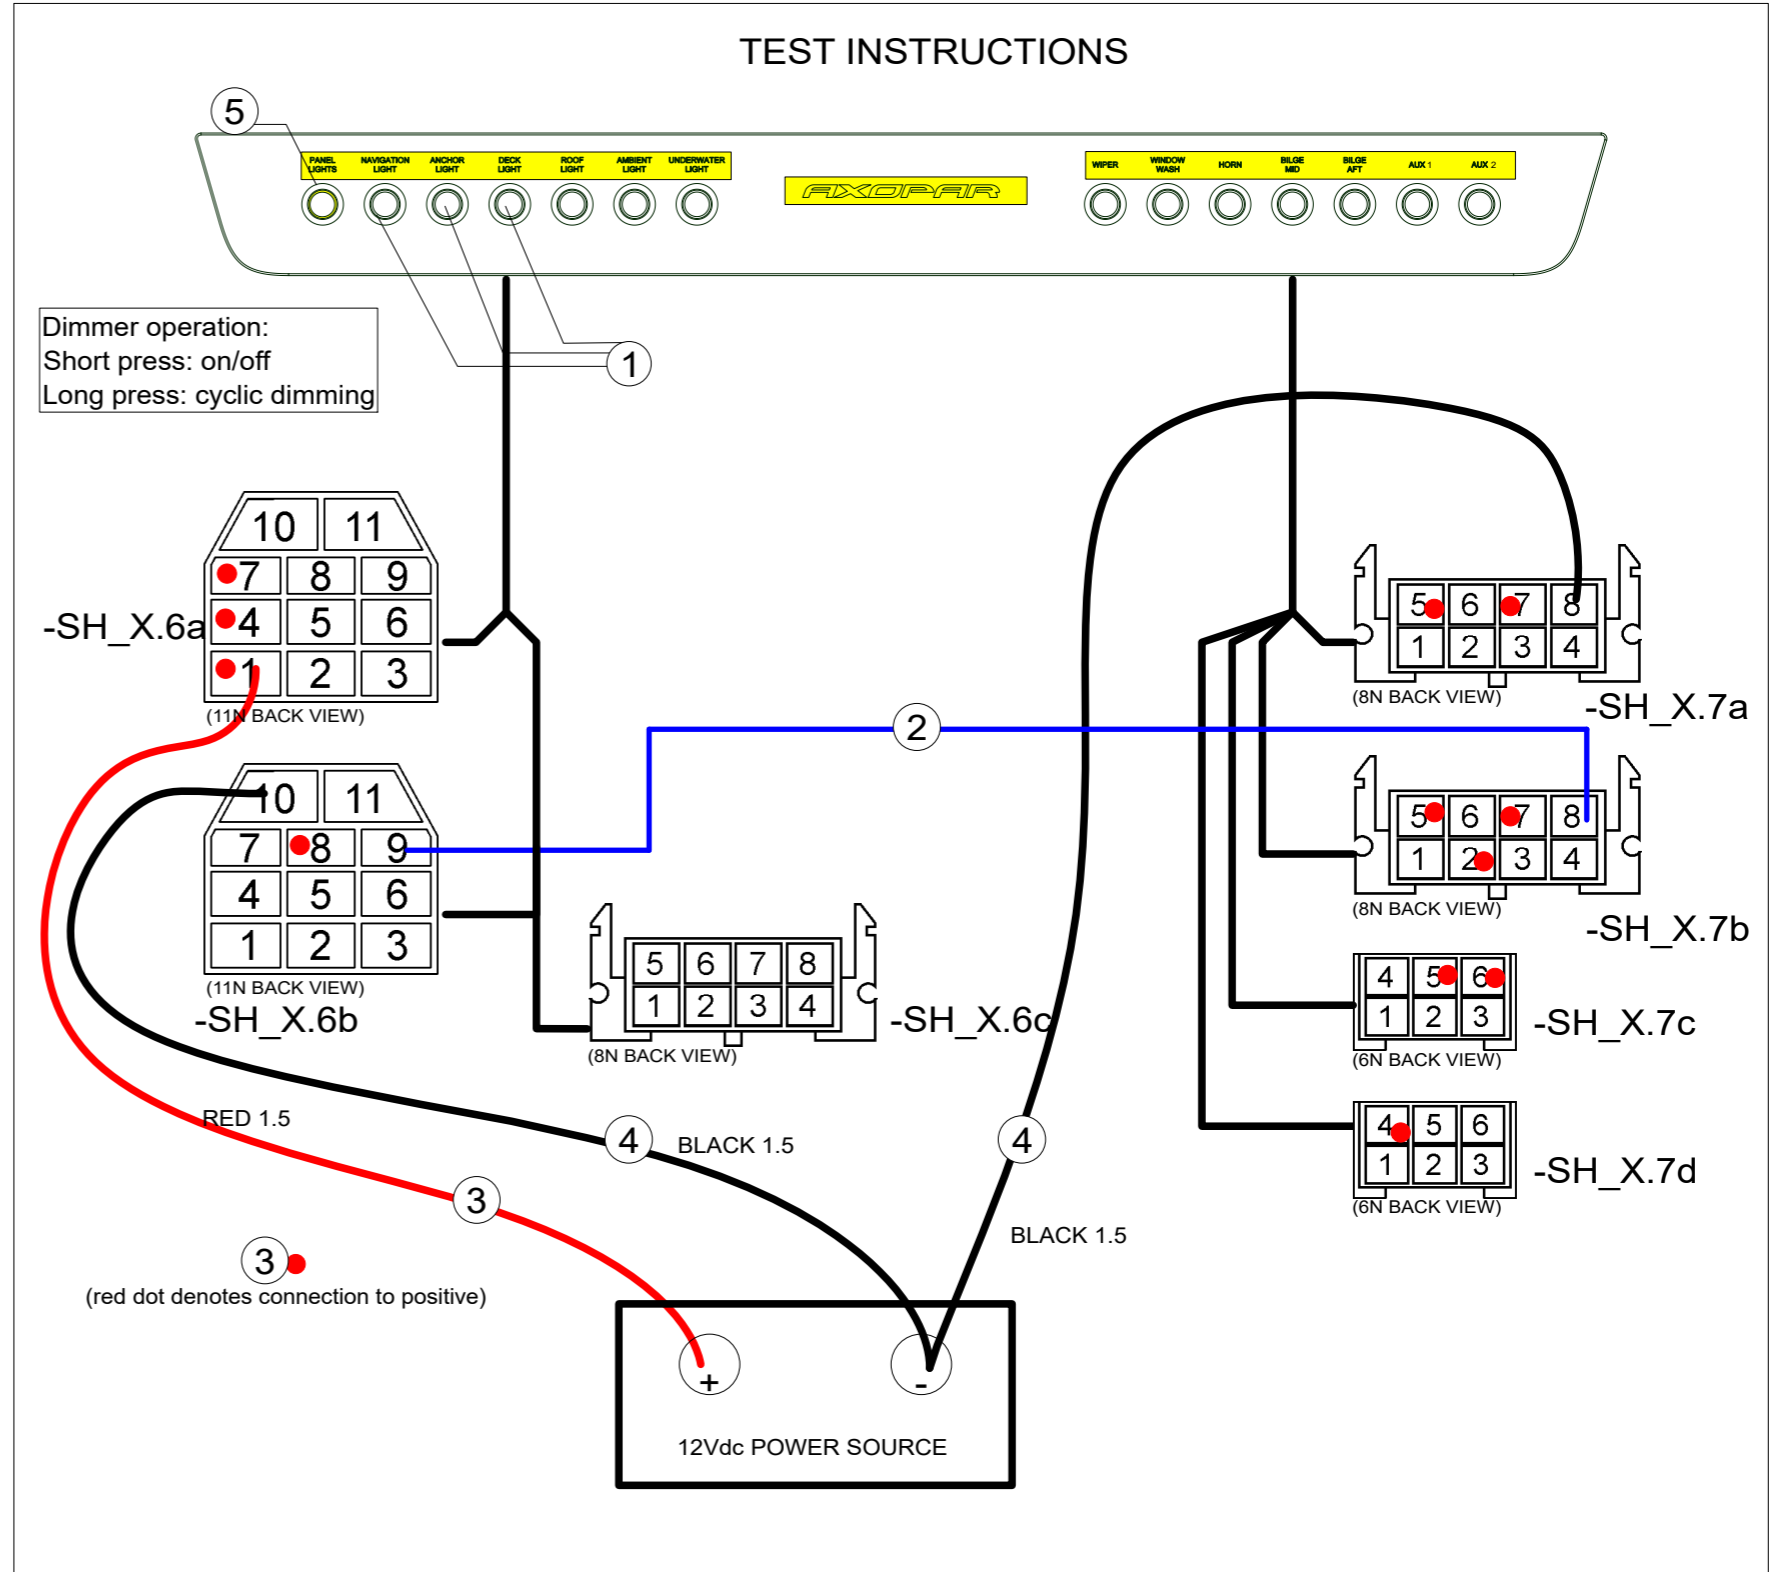 TEST INSTRUCTIONS
5
PANEL
LIGHTS
NAVIGATION
LIGHT
ANCHOR
LIGHT
DECK
LIGHT
ROOF
LIGHT
AMBIENT
LIGHT
UNDERWATER
LIGHT
AXOPAR
WIPER
WINDOW
WASH
HORN
BILGE
MID
BILGE
AFT
AUX 1
AUX 2
Dimmer operation:
Short press: on/off
Long press: cyclic dimming
1
10 11
7 8 9
4 5 6
1 2 3
-SH_X.6a
(11N BACK VIEW)
5 6 7 8
1 2 3 4
(8N BACK VIEW)
-SH_X.7a
2
10 11
7 8 9
4 5 6
1 2 3
(11N BACK VIEW)
-SH_X.6b
5 6 7 8
1 2 3 4
(8N BACK VIEW)
-SH_X.7b
5 6 7 8
1 2 3 4
(8N BACK VIEW)
-SH_X.6c
4 5 6
1 2 3
(6N BACK VIEW)
-SH_X.7c
4 5 6
1 2 3
(6N BACK VIEW)
-SH_X.7d
RED 1.5
4
BLACK 1.5
4
3
BLACK 1.5
3
(red dot denotes connection to positive)
+ -
12Vdc POWER SOURCE